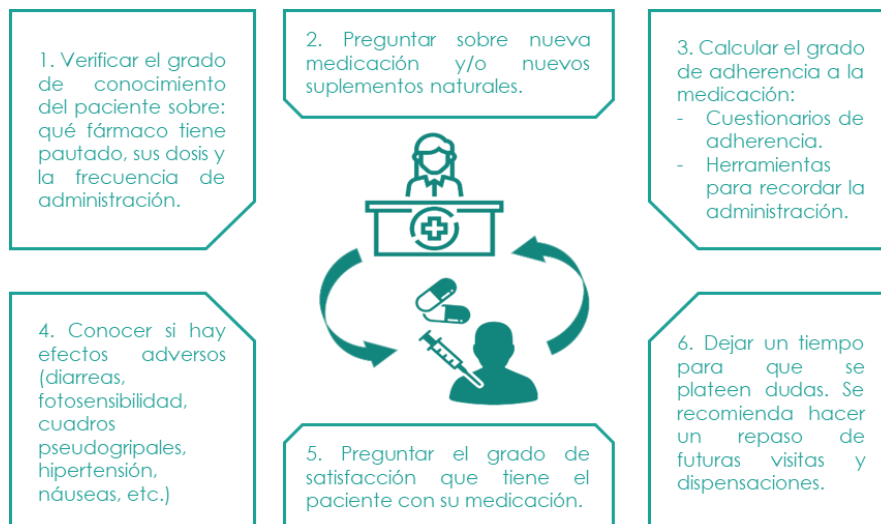 1. Verificar el grado
de conocimiento
del paciente sobre:
qué fármaco tiene
pautado, sus dosis y
la frecuencia de
administración.
2. Preguntar sobre nueva
medicación y/o nuevos
suplementos naturales.
3. Calcular el grado
de adherencia a la
medicación:
- Cuestionarios de
adherencia.
- Herramientas
para recordar la
administración.
4. Conocer si hay
efectos adversos
(diarreas,
fotosensibilidad,
cuadros
pseudogripales,
hipertensión,
náuseas, etc.)
5. Preguntar el grado de
satisfacción que tiene el
paciente con su medicación.
6. Dejar un tiempo
para que se
plateen dudas. Se
recomienda hacer
un repaso de
futuras visitas y
dispensaciones.